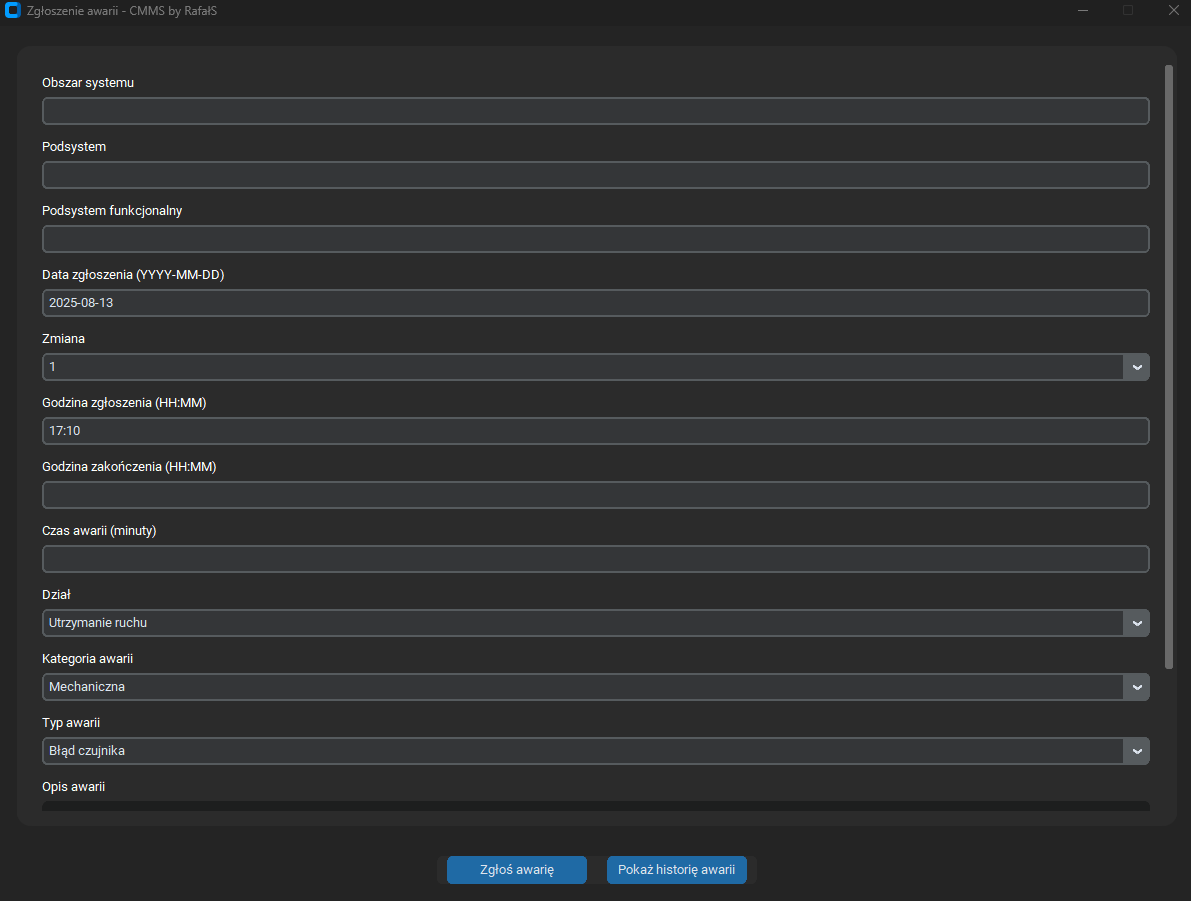 Zgłoszenie awarii - CMMS by RafałS
Obszar systemu
Podsystem
Podsystem funkcjonalny
Data zgłoszenia (YYYY-MM-DD)
2025-08-13
Zmiana
1
Godzina zgłoszenia (HH:MM)
17:10
Godzina zakończenia (HH:MM)
Czas awarii (minuty)
Dział
Utrzymanie ruchu
Kategoria awarii
Mechaniczna
Typ awarii
Błąd czujnika
Opis awarii
Zgłoś awarię
Pokaż historię awarii